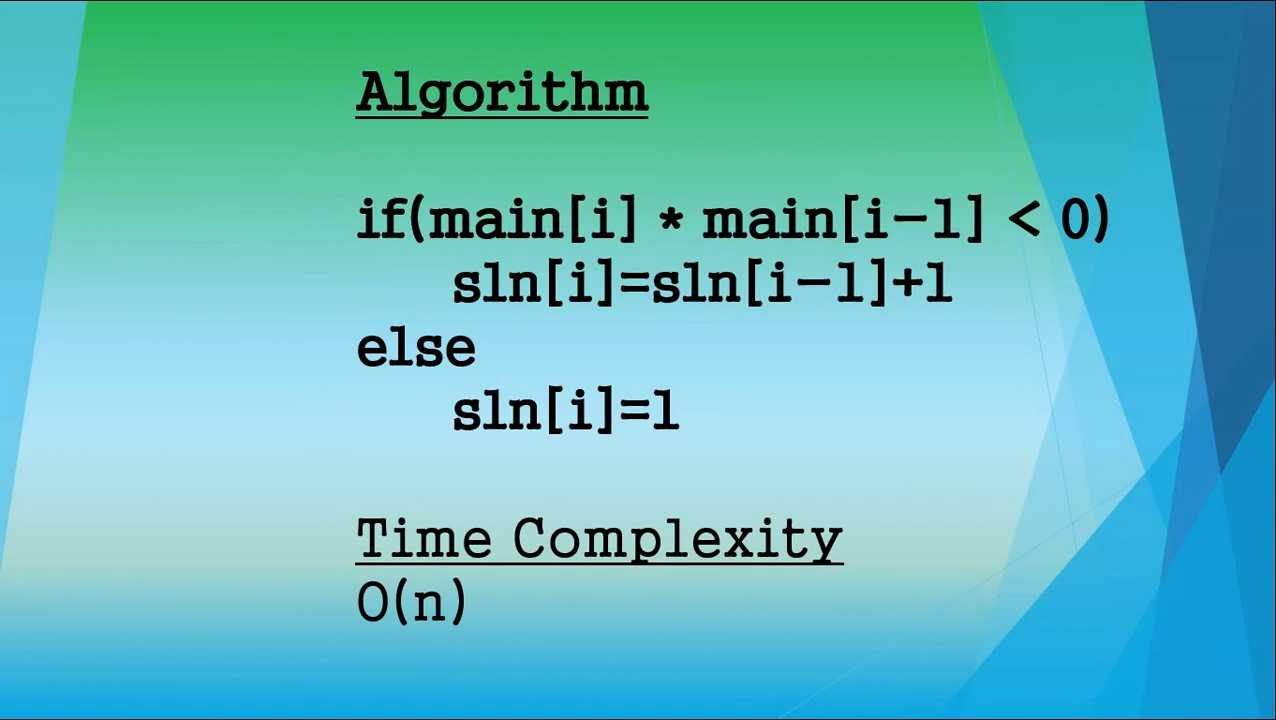 Algorithm
if(main[i] * main[i-1] < 0)
sln[i]=sln[i-1]+1
else
sln[i]=1
Time Complexity
O(n)